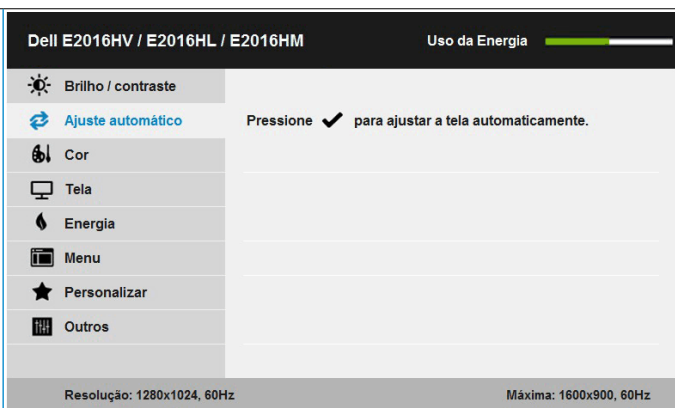 Dell E2016HV / E2016HL / E2016HM Uso da Energia
Brilho / contraste
Ajuste automático Pressione ✔ para ajustar a tela automaticamente.
Cor
Tela
Energia
Menu
Personalizar
Outros
Resolução: 1280x1024, 60Hz Máxima: 1600x900, 60Hz